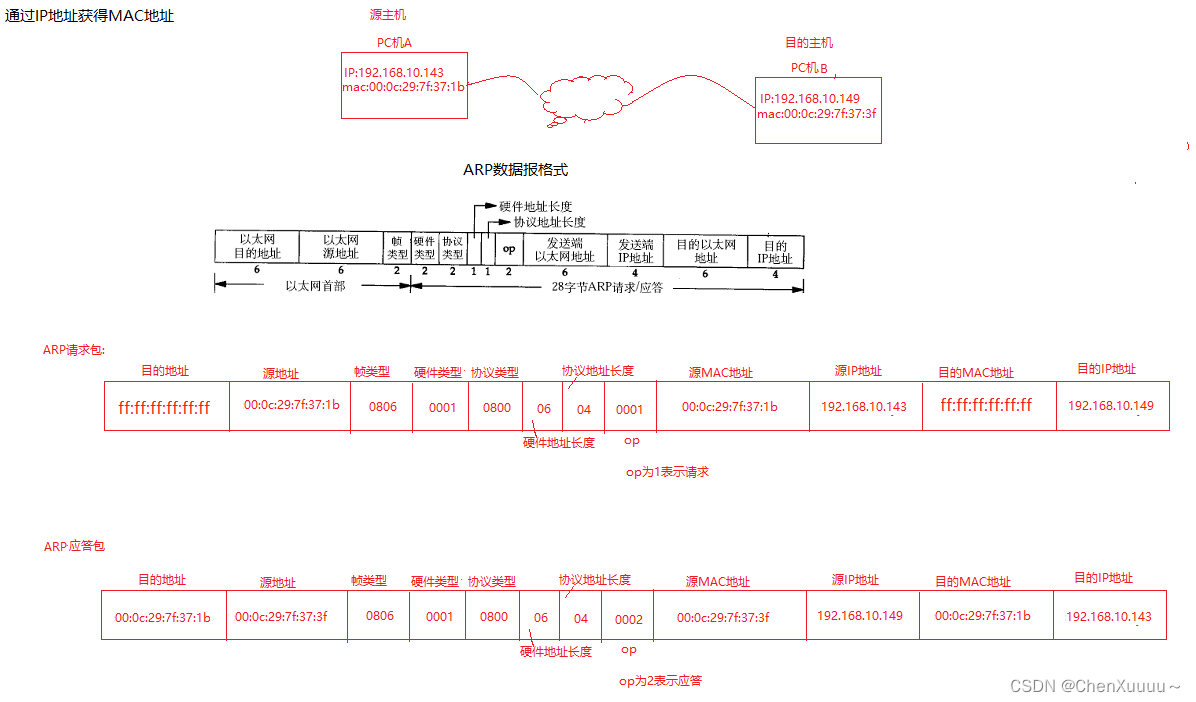 通过IP地址获得MAC地址
源主机
PC机A
IP:192.168.10.143
mac:00:0c:29:7f:37:1b
目的主机
PC机B
IP:192.168.10.149
mac:00:0c:29:7f:37:3f
ARP数据报格式
硬件地址长度
协议地址长度
以太网目的地址 以太网源地址 帧类型 硬件类型 协议类型 op 发送端以太网地址 发送端IP地址 目的以太网地址 目的IP地址
6 6 2 2 2 1 1 2 6 4 6 4
以太网首部 28字节ARP请求/应答
ARP请求包:
目的地址 源地址 帧类型 硬件类型 协议类型 协议地址长度 源MAC地址 源IP地址 目的MAC地址 目的IP地址
ff:ff:ff:ff:ff:ff 00:0c:29:7f:37:1b 0806 0001 0800 06 04 0001 00:0c:29:7f:37:1b 192.168.10.143 ff:ff:ff:ff:ff:ff 192.168.10.149
硬件地址长度 op
op为1表示请求
ARP应答包
目的地址 源地址 帧类型 硬件类型 协议类型 协议地址长度 源MAC地址 源IP地址 目的MAC地址 目的IP地址
00:0c:29:7f:37:1b 00:0c:29:7f:37:3f 0806 0001 0800 06 04 0002 00:0c:29:7f:37:3f 192.168.10.149 00:0c:29:7f:37:1b 192.168.10.143
硬件地址长度 op
op为2表示应答
CSDN @ChenXuuuu～